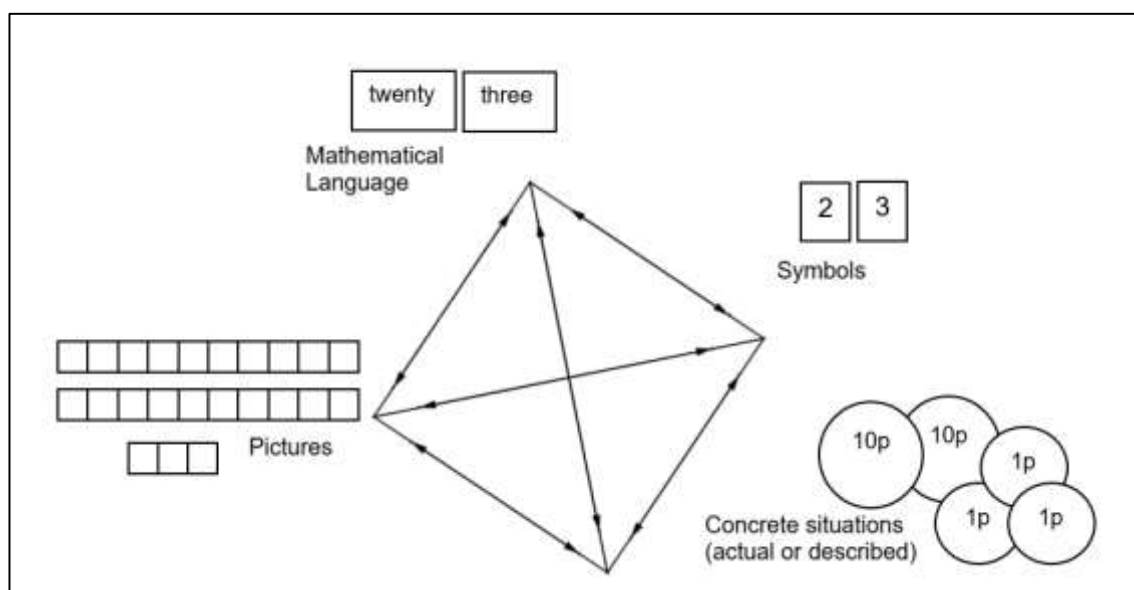 twenty three
Mathematical
Language
2 3
Symbols
Pictures
10p 10p 1p
1p 1p
Concrete situations
(actual or described)